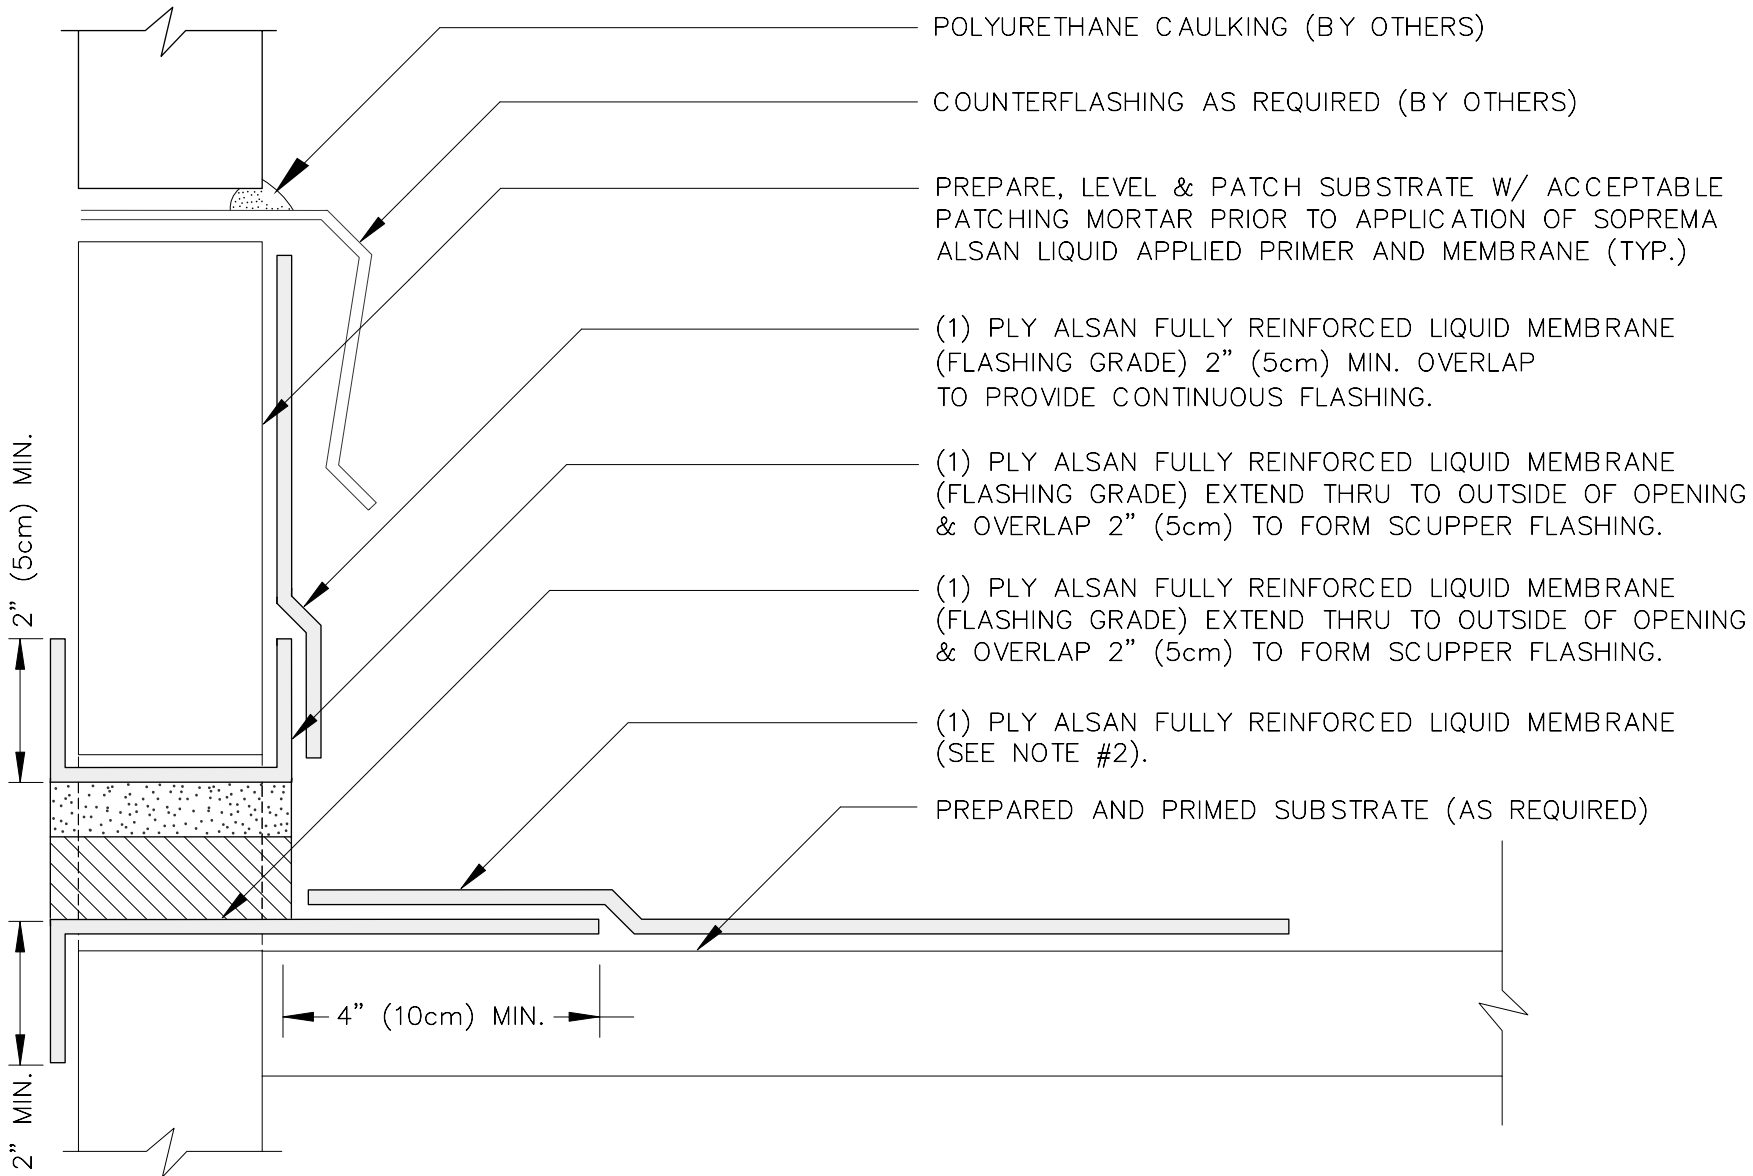 POLYURETHANE CAULKING (BY OTHERS)
COUNTERFLASHING AS REQUIRED (BY OTHERS)
PREPARE, LEVEL & PATCH SUBSTRATE W/ ACCEPTABLE
PATCHING MORTAR PRIOR TO APPLICATION OF SOPREMA
ALSAN LIQUID APPLIED PRIMER AND MEMBRANE (TYP.)
(1) PLY ALSAN FULLY REINFORCED LIQUID MEMBRANE
(FLASHING GRADE) 2” (5cm) MIN. OVERLAP
TO PROVIDE CONTINUOUS FLASHING.
(1) PLY ALSAN FULLY REINFORCED LIQUID MEMBRANE
(FLASHING GRADE) EXTEND THRU TO OUTSIDE OF OPENING
& OVERLAP 2” (5cm) TO FORM SCUPPER FLASHING.
(1) PLY ALSAN FULLY REINFORCED LIQUID MEMBRANE
(FLASHING GRADE) EXTEND THRU TO OUTSIDE OF OPENING
& OVERLAP 2” (5cm) TO FORM SCUPPER FLASHING.
(1) PLY ALSAN FULLY REINFORCED LIQUID MEMBRANE
(SEE NOTE #2).
PREPARED AND PRIMED SUBSTRATE (AS REQUIRED)
2” (5cm) MIN.
4” (10cm) MIN.
2” MIN.